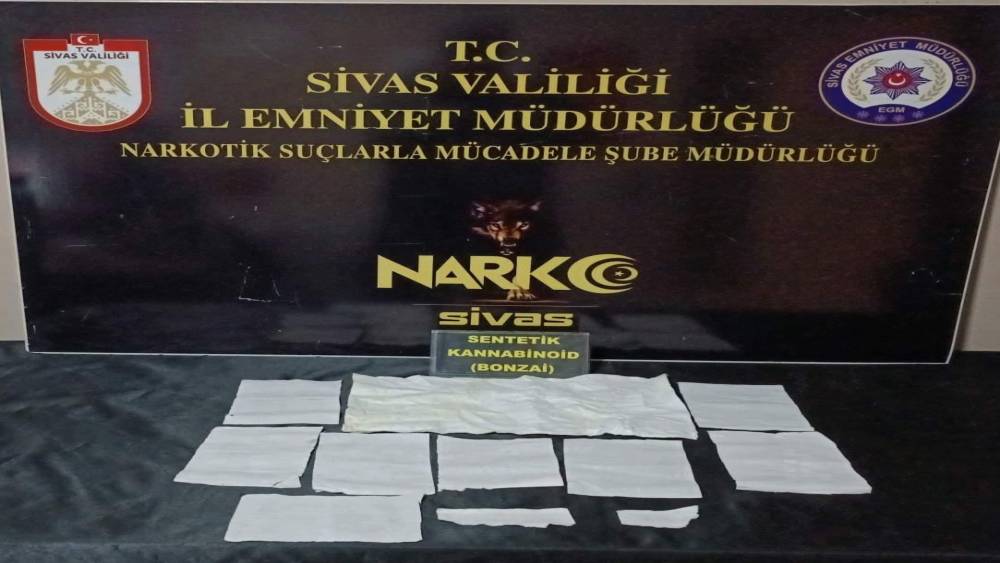 T.C.
SİVAS VALİLİĞİ
T.C.
SİVAS VALİLİĞİ
İL EMNİYET MÜDÜRLÜĞÜ
NARKOTİK SUÇLARLA MÜCADELE ŞUBE MÜDÜRLÜĞÜ
SİVAS EMNİYET MÜDÜRLÜĞÜ
EGM
NARKO
sivas
SENTETİK
KANNABİNOİD
(BONZAİ)